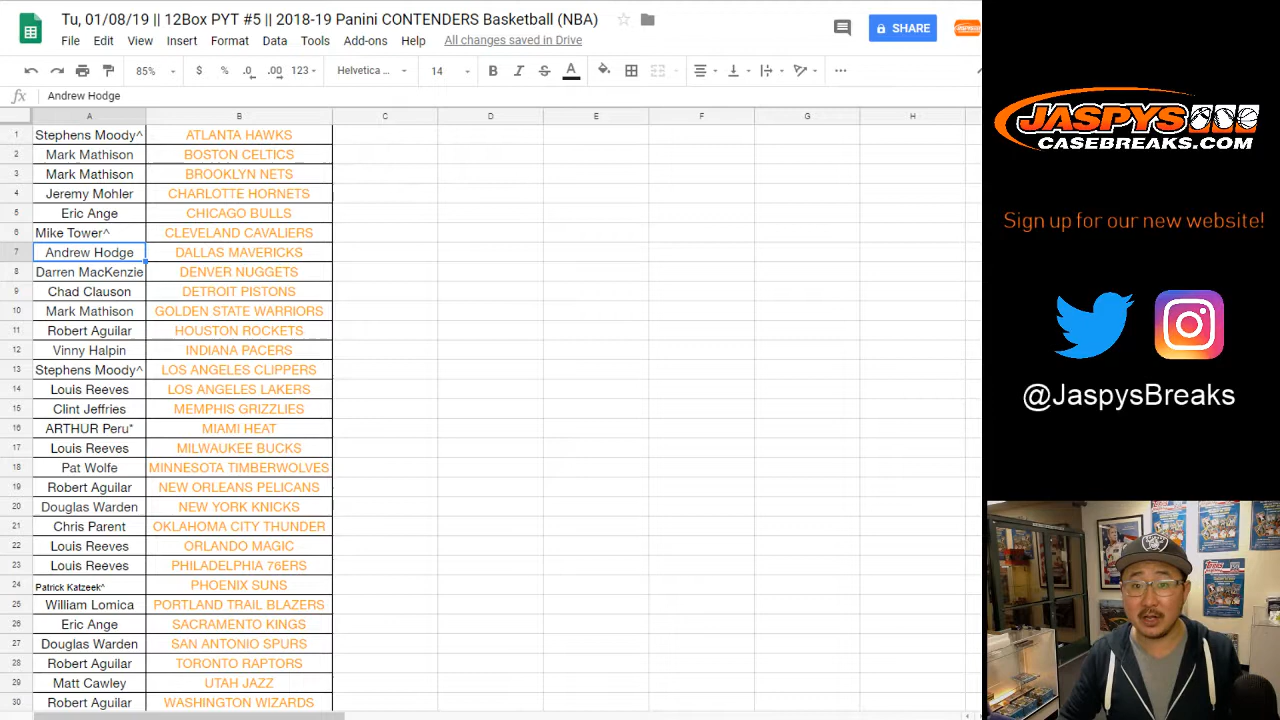 Tu, 01/08/19 || 12Box PYT #5 || 2018-19 Panini CONTENDERS Basketball (NBA)
File Edit View Insert Format Data Tools Add-ons Help All changes saved in Drive
SHARE
85% $ % .0 .00 123 Helvetica ... 14 B I S A
fx Andrew Hodge
A B C D E F G H
1 Stephens Moody^ ATLANTA HAWKS
2 Mark Mathison BOSTON CELTICS
3 Mark Mathison BROOKLYN NETS
4 Jeremy Mohler CHARLOTTE HORNETS
5 Eric Ange CHICAGO BULLS
6 Mike Tower^ CLEVELAND CAVALIERS
7 Andrew Hodge DALLAS MAVERICKS
8 Darren MacKenzie DENVER NUGGETS
9 Chad Clauson DETROIT PISTONS
10 Mark Mathison GOLDEN STATE WARRIORS
11 Robert Aguilar HOUSTON ROCKETS
12 Vinny Halpin INDIANA PACERS
13 Stephens Moody^ LOS ANGELES CLIPPERS
14 Louis Reeves LOS ANGELES LAKERS
15 Clint Jeffries MEMPHIS GRIZZLIES
16 ARTHUR Peru* MIAMI HEAT
17 Louis Reeves MILWAUKEE BUCKS
18 Pat Wolfe MINNESOTA TIMBERWOLVES
19 Robert Aguilar NEW ORLEANS PELICANS
20 Douglas Warden NEW YORK KNICKS
21 Chris Parent OKLAHOMA CITY THUNDER
22 Louis Reeves ORLANDO MAGIC
23 Louis Reeves PHILADELPHIA 76ERS
24 Patrick Katzeek^ PHOENIX SUNS
25 William Lomica PORTLAND TRAIL BLAZERS
26 Eric Ange SACRAMENTO KINGS
27 Douglas Warden SAN ANTONIO SPURS
28 Robert Aguilar TORONTO RAPTORS
29 Matt Cawley UTAH JAZZ
30 Robert Aguilar WASHINGTON WIZARDS
JASPYS
CASEBREAKS.COM
Sign up for our new website!
@JaspysBreaks